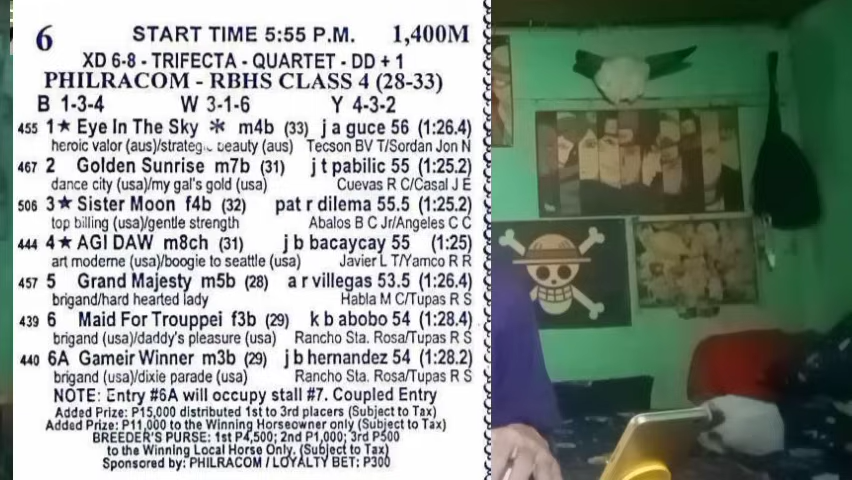 6
START TIME 5:55 P.M. 1,400M
XD 6-8 - TRIFECTA - QUARTET - DD + 1
PHILRACOM - RBHS CLASS 4 (28-33)
B 1-3-4 W 3-1-6 Y 4-3-2
455 1★ Eye In The Sky * m4b (33) j a guce 56 (1:26.4)
heroic valor (aus)/strategic beauty (aus) Tecson BV T/Sordan Jon N
467 2 Golden Sunrise m7b (31) j t pabilic 55 (1:25.2)
dance city (usa)/my gal's gold (usa) Cuevas R C/Casal J E
506 3★ Sister Moon f4b (32) pat r dilema 55.5 (1:25.2)
top billing (usa)/gentle strength Abalos B C Jr/Angeles C C
444 4★ AGI DAW m8ch (31) j b bacaycay 55 (1:25)
art moderne (usa)/boogie to seattle (usa) Javier L T/Yamco R R
457 5 Grand Majesty m5b (28) a r villegas 53.5 (1:26.4)
brigand/hard hearted lady Habla M C/Tupas R S
439 6 Maid For Trouppei f3b (29) k b abobo 54 (1:28.4)
brigand (usa)/daddy's pleasure (usa) Rancho Sta. Rosa/Tupas R S
440 6A Gameir Winner m3b (29) j b hernandez 54 (1:28.2)
brigand (usa)/dixie parade (usa) Rancho Sta. Rosa/Tupas R S
NOTE: Entry #6A will occupy stall #7. Coupled Entry
Added Prize: P15,000 distributed 1st to 3rd placers (Subject to Tax)
Added Prize: P11,000 to the Winning Horseowner only (Subject to Tax)
BREEDER'S PURSE: 1st P4,500; 2nd P1,000; 3rd P500
to the Winning Local Horse Only. (Subject to Tax)
Sponsored by: PHILRACOM / LOYALTY BET: P300